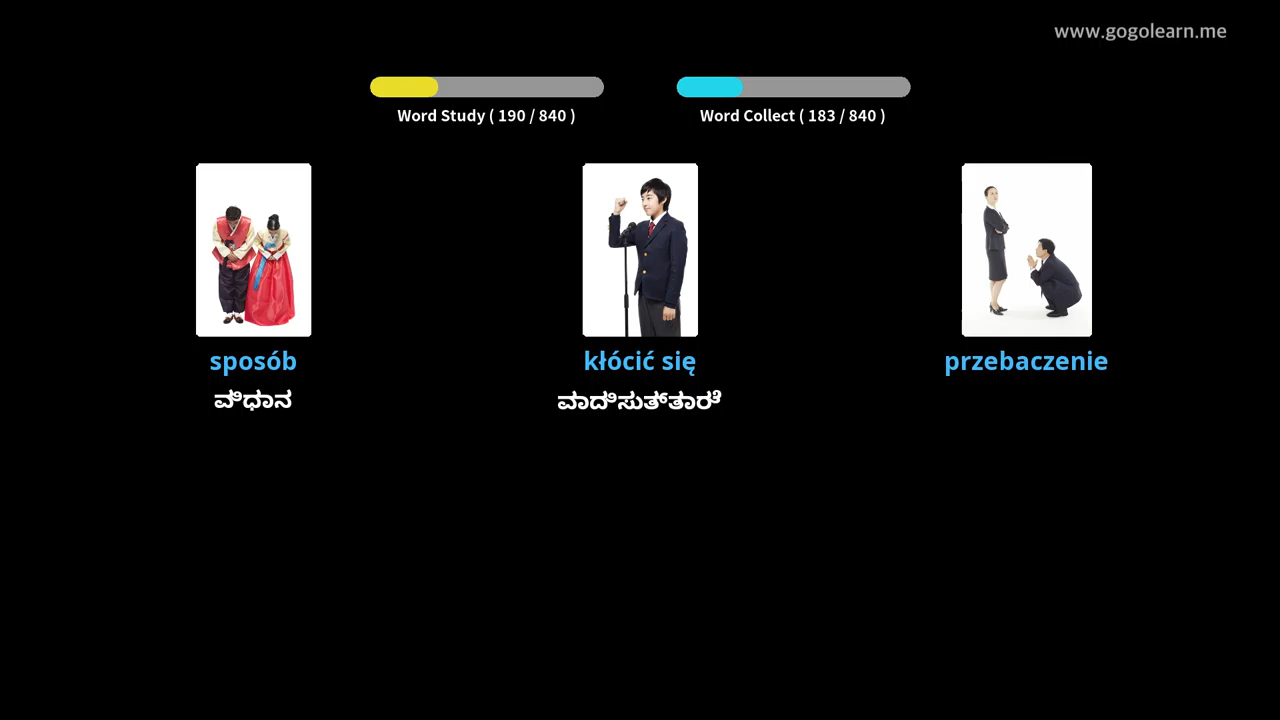 www.gogolearn.me
Word Study ( 190 / 840 )
Word Collect ( 183 / 840 )
sposób
kłócić się
przebaczenie
ವಿಧಾನ
ವಾದಿಸುತ್ತಾರೆ